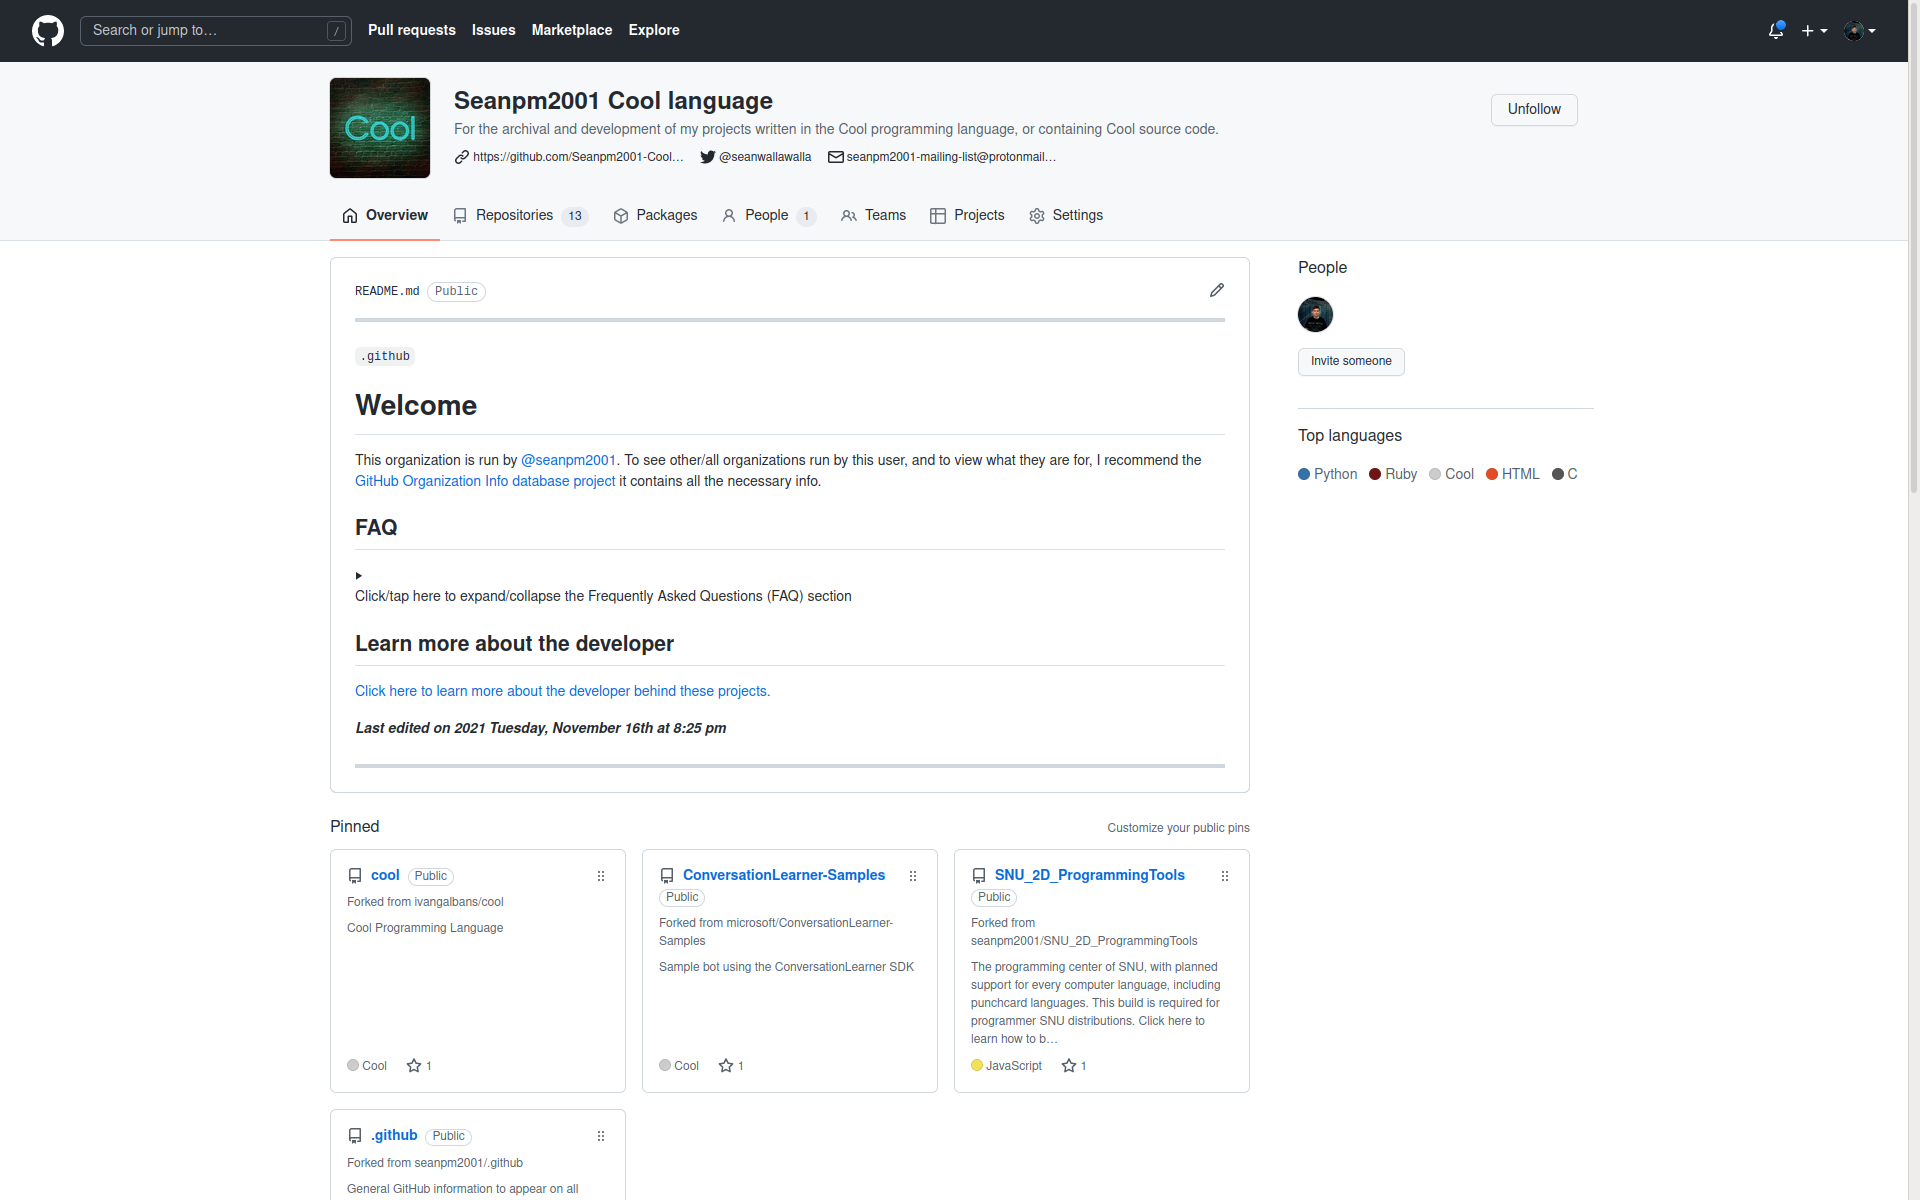 Search or jump to…
/
Pull requests
Issues
Marketplace
Explore
Cool
Seanpm2001 Cool language
For the archival and development of my projects written in the Cool programming language, or containing Cool source code.
https://github.com/Seanpm2001-Cool…
@seanwallawalla
seanpm2001-mailing-list@protonmail…
Unfollow
Overview
Repositories 13
Packages
People 1
Teams
Projects
Settings
README.md Public
.github
Welcome
This organization is run by @seanpm2001. To see other/all organizations run by this user, and to view what they are for, I recommend the
GitHub Organization Info database project it contains all the necessary info.
FAQ
Click/tap here to expand/collapse the Frequently Asked Questions (FAQ) section
Learn more about the developer
Click here to learn more about the developer behind these projects.
Last edited on 2021 Tuesday, November 16th at 8:25 pm
People
Invite someone
Top languages
Python Ruby Cool HTML C
Pinned
Customize your public pins
cool Public
Forked from ivangalbans/cool
Cool Programming Language
Cool 1
ConversationLearner-Samples
Public
Forked from microsoft/ConversationLearner-
Samples
Sample bot using the ConversationLearner SDK
Cool 1
SNU_2D_ProgrammingTools
Public
Forked from
seanpm2001/SNU_2D_ProgrammingTools
The programming center of SNU, with planned
support for every computer language, including
punchcard languages. This build is required for
programmer SNU distributions. Click here to
learn how to b…
JavaScript 1
.github Public
Forked from seanpm2001/.github
General GitHub information to appear on all